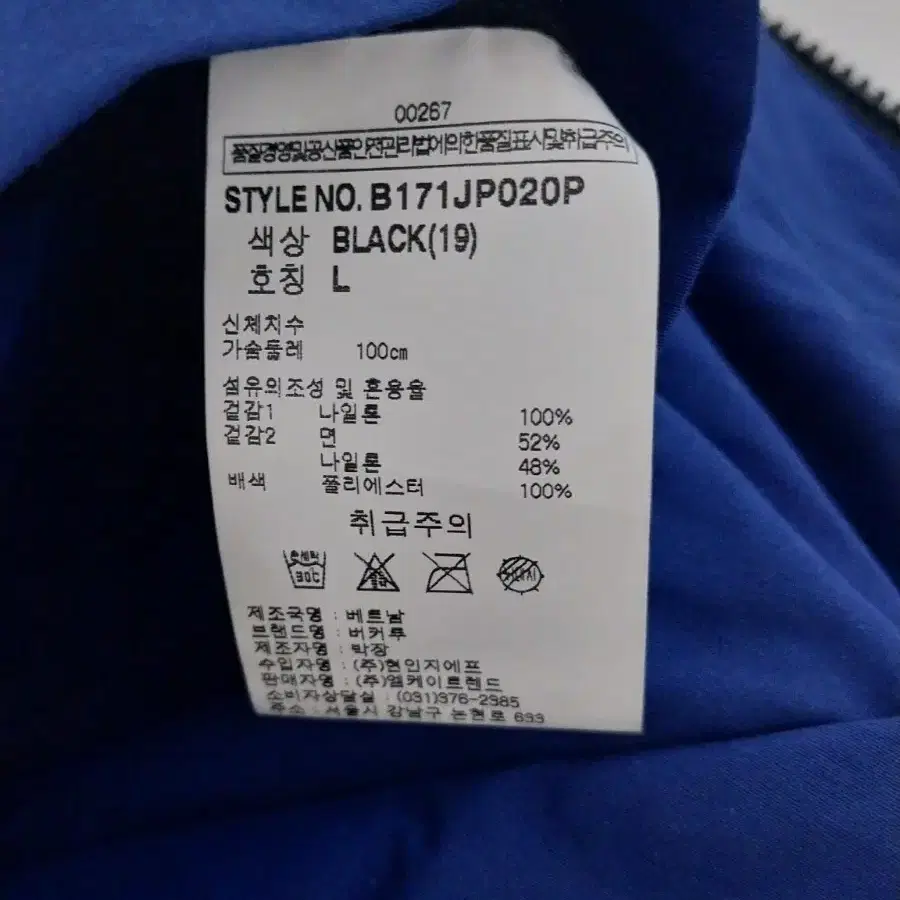 00267
품질경영및공산품안전관리법에의한품질표시및취급주의
STYLE NO. B171JP020P
색상 BLACK(19)
호칭 L
신체치수
가슴둘레 100cm
섬유의조성 및 혼용율
겉감1 나일론 100%
겉감2 면 52%
나일론 48%
배색 폴리에스터 100%
취급주의
손세탁
30℃
제조국명 : 베트남
브랜드명 : 버커루
제조자명 : 탁장
수입자명 : (주)현인지에프
판매자명 : (주)엘케이트렌드
소비자상담실 : (031)376-2385
주소 : 서울시 강남구 논현로 633